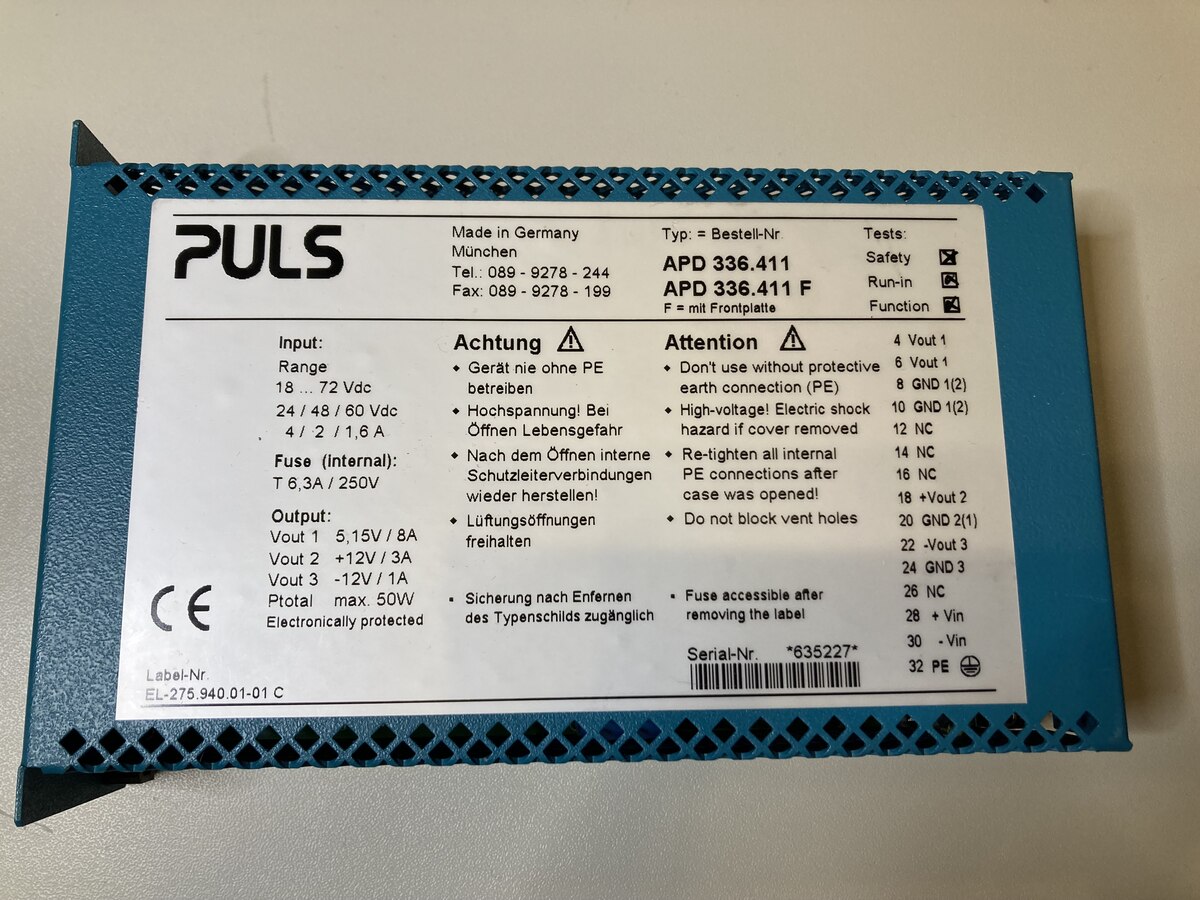 PULS
Made in Germany
München
Tel.: 089 - 9278 - 244
Fax: 089 - 9278 - 199
Typ: = Bestell-Nr.
APD 336.411
APD 336.411 F
F = mit Frontplatte
Tests:
Safety
Run-in
Function
Input:
Range
18 ... 72 Vdc
24 / 48 / 60 Vdc
4 / 2 / 1,6 A
Fuse (internal):
T 6,3A / 250V
Output:
Vout 1 5,15V / 8A
Vout 2 +12V / 3A
Vout 3 -12V / 1A
Ptotal max. 50W
Electronically protected
CE
Label-Nr.
EL-275.940.01-01 C
Achtung
Gerät nie ohne PE
betreiben
Hochspannung! Bei
Öffnen Lebensgefahr
Nach dem Öffnen interne
Schutzleiterverbindungen
wieder herstellen!
Lüftungsöffnungen
freihalten
Sicherung nach Enfernen
des Typenschilds zugänglich
Attention
Don't use without protective
earth connection (PE)
High-voltage! Electric shock
hazard if cover removed
Re-tighten all internal
PE connections after
case was opened!
Do not block vent holes
Fuse accessible after
removing the label
Serial-Nr. *635227*
4 Vout 1
6 Vout 1
8 GND 1(2)
10 GND 1(2)
12 NC
14 NC
16 NC
18 +Vout 2
20 GND 2(1)
22 -Vout 3
24 GND 3
26 NC
28 + Vin
30 - Vin
32 PE